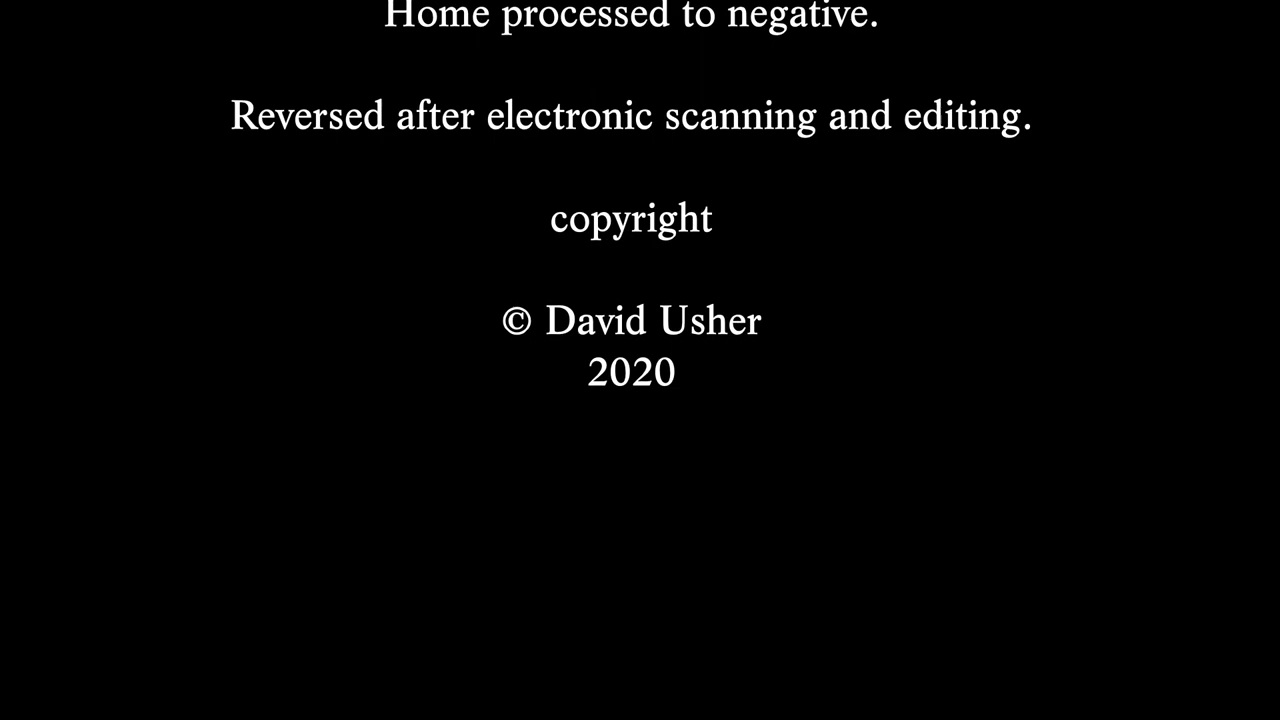 Home processed to negative.
Reversed after electronic scanning and editing.
copyright
© David Usher
2020